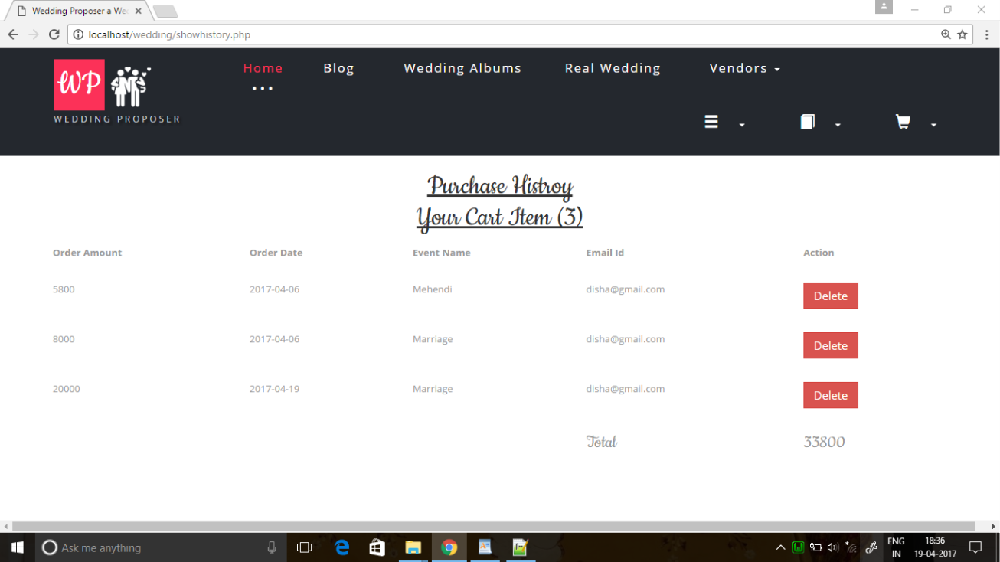 Wedding Proposer a We
localhost/wedding/showhistory.php
WP
WEDDING PROPOSER
Home
Blog
Wedding Albums
Real Wedding
Vendors
Purchase Histroy
Your Cart Item (3)
Order Amount Order Date Event Name Email Id Action
5800 2017-04-06 Mehendi disha@gmail.com Delete
8000 2017-04-06 Marriage disha@gmail.com Delete
20000 2017-04-19 Marriage disha@gmail.com Delete
Total 33800
Ask me anything
ENG
IN
18:36
19-04-2017